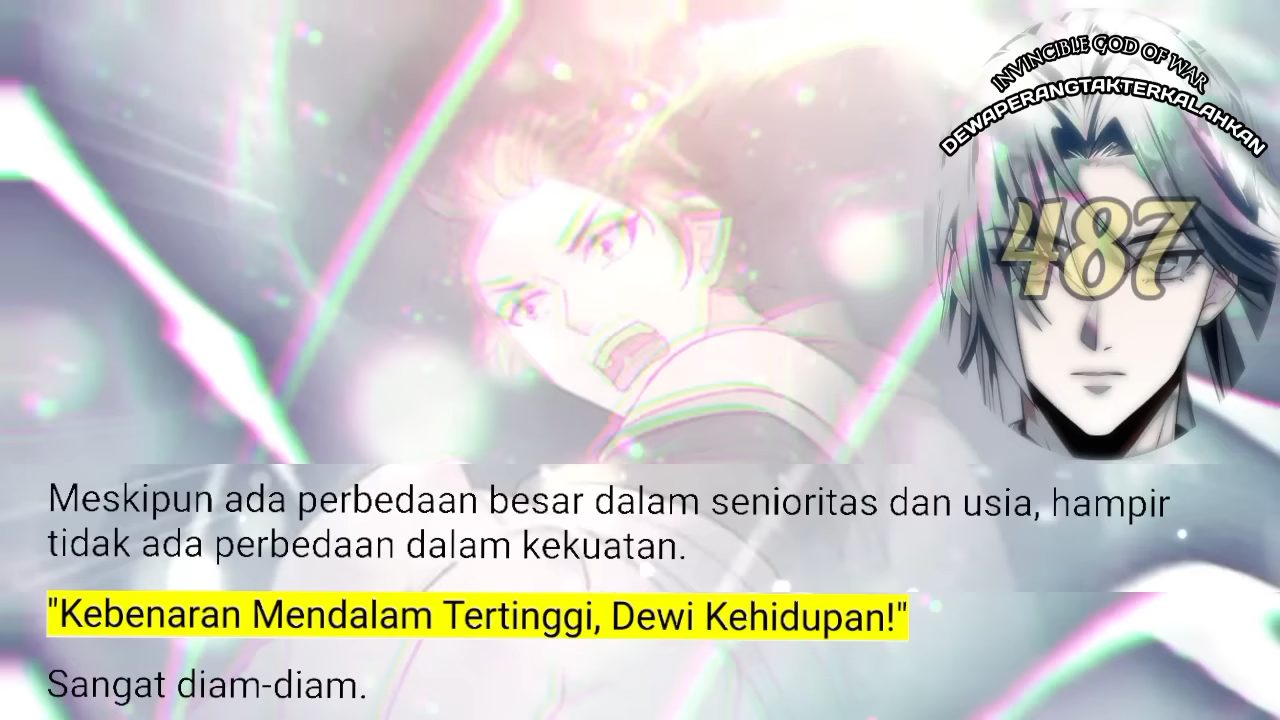 INVINCIBLE GOD OF WAR
DEWAPERANGTAKTERKALAHKAN
487
Meskipun ada perbedaan besar dalam senioritas dan usia, hampir
tidak ada perbedaan dalam kekuatan.
"Kebenaran Mendalam Tertinggi, Dewi Kehidupan!"
Sangat diam-diam.